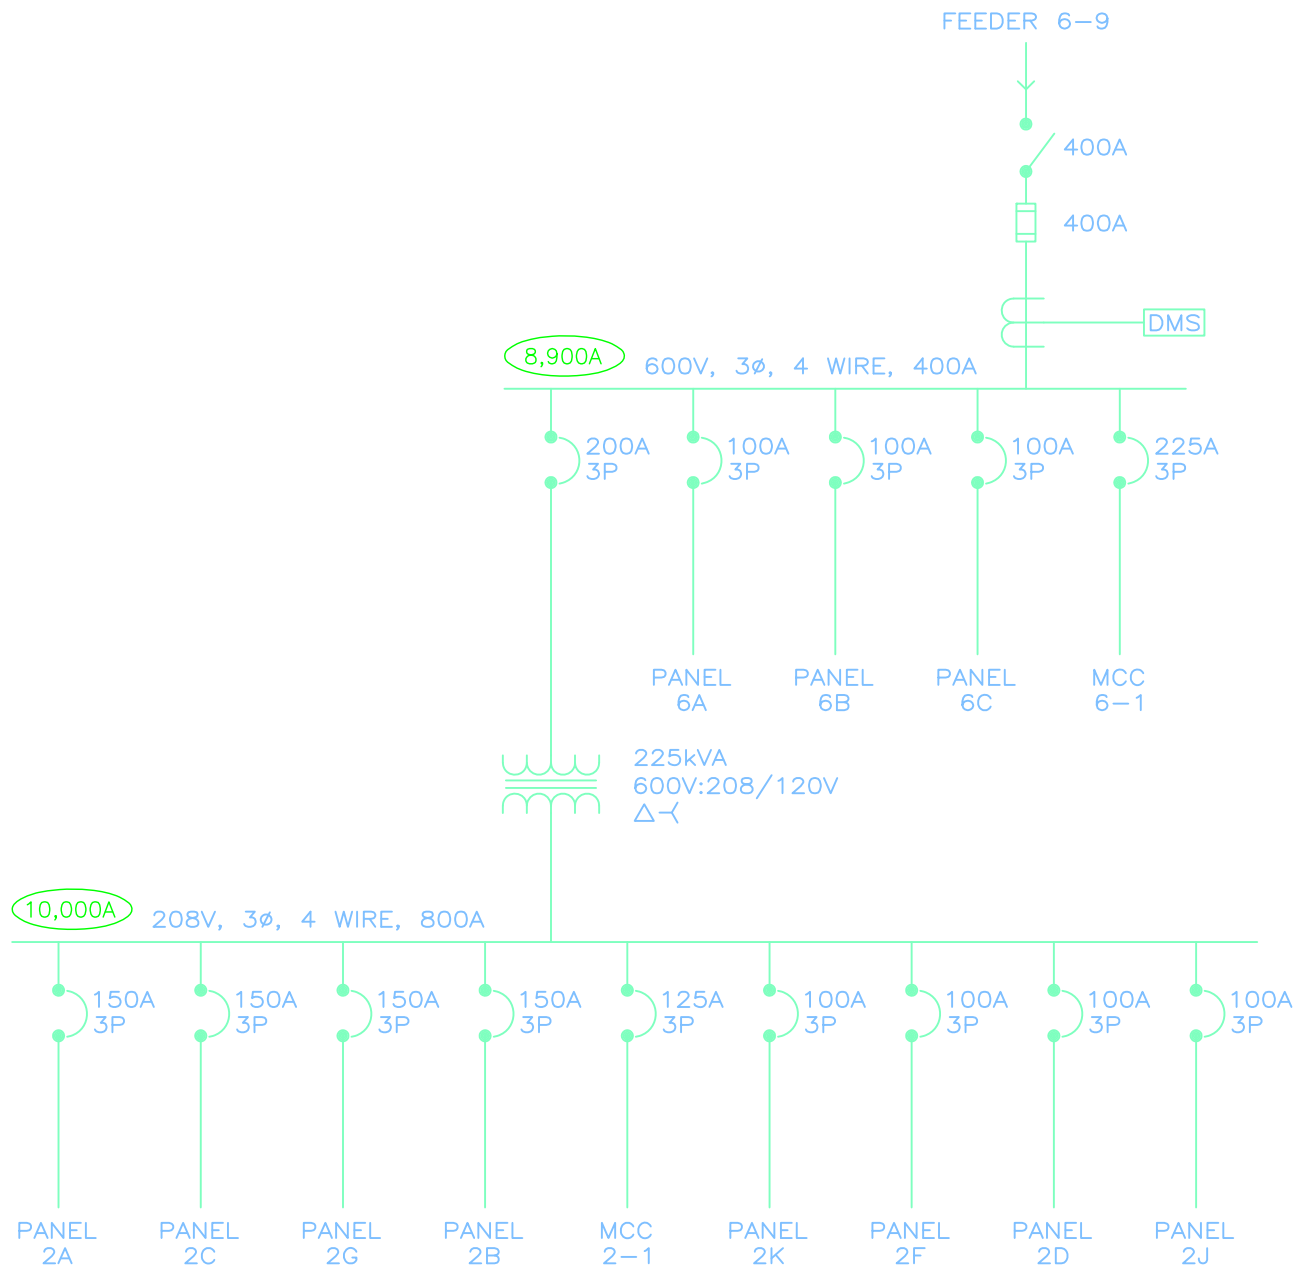 FEEDER 6-9
400A
400A
DMS
8,900A
600V, 3ø, 4 WIRE, 400A
200A
3P
100A
3P
100A
3P
100A
3P
225A
3P
PANEL
6A
PANEL
6B
PANEL
6C
MCC
6-1
225kVA
600V:208/120V
10,000A
208V, 3ø, 4 WIRE, 800A
150A
3P
150A
3P
150A
3P
150A
3P
125A
3P
100A
3P
100A
3P
100A
3P
100A
3P
PANEL
2A
PANEL
2C
PANEL
2G
PANEL
2B
MCC
2-1
PANEL
2K
PANEL
2F
PANEL
2D
PANEL
2J